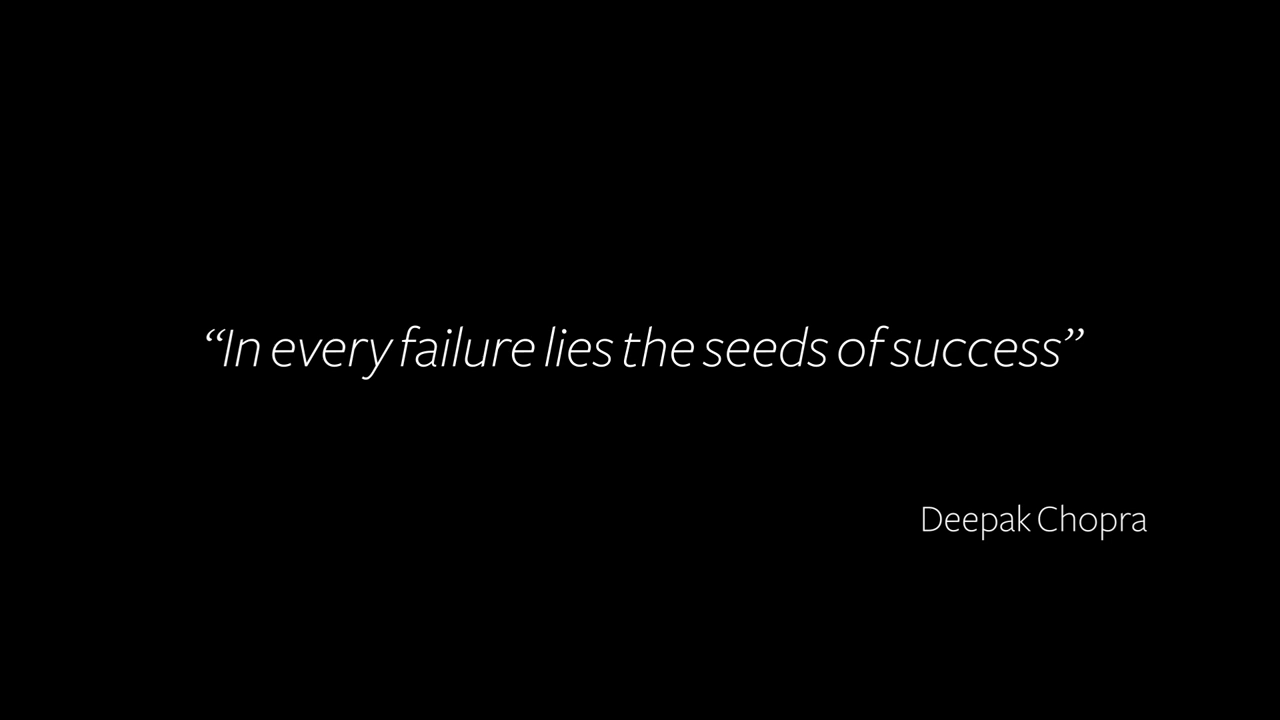 “In every failure lies the seeds of success”
Deepak Chopra